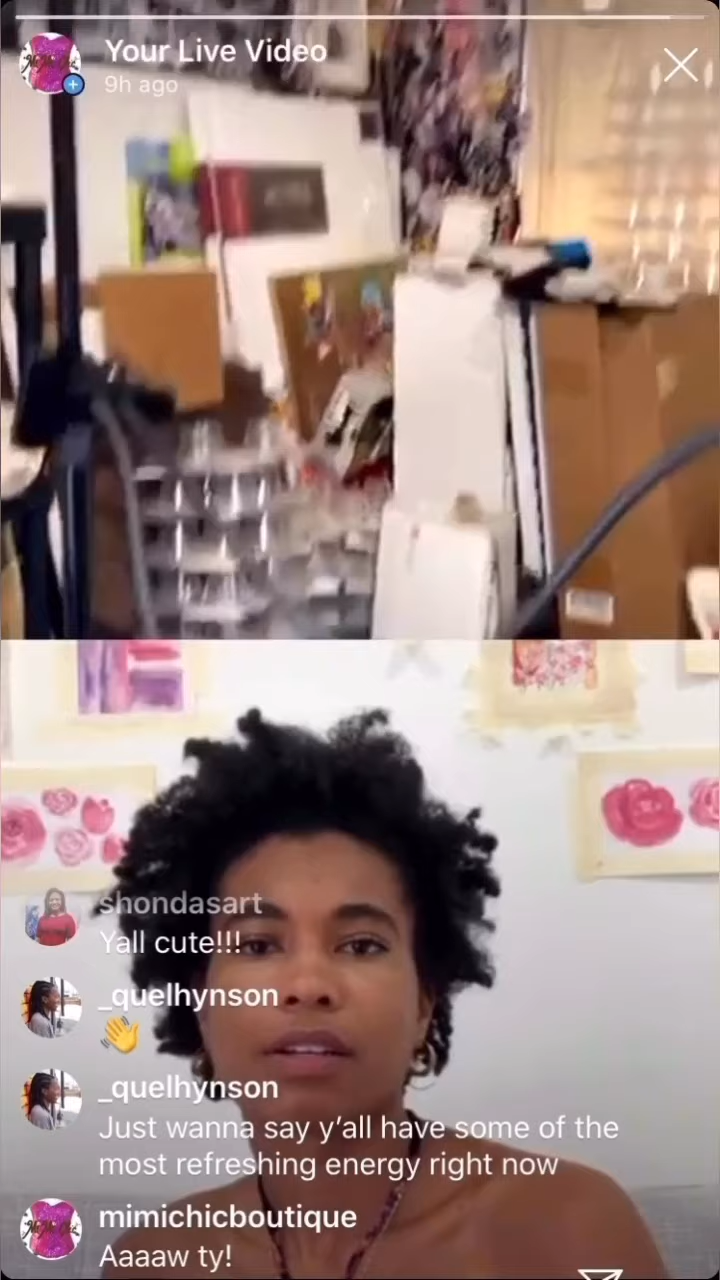 Your Live Video
9h ago
shondasart
Yall cute!!!
_quelhynson
👋
_quelhynson
Just wanna say y’all have some of the
most refreshing energy right now
mimichicboutique
Aaaaw ty!